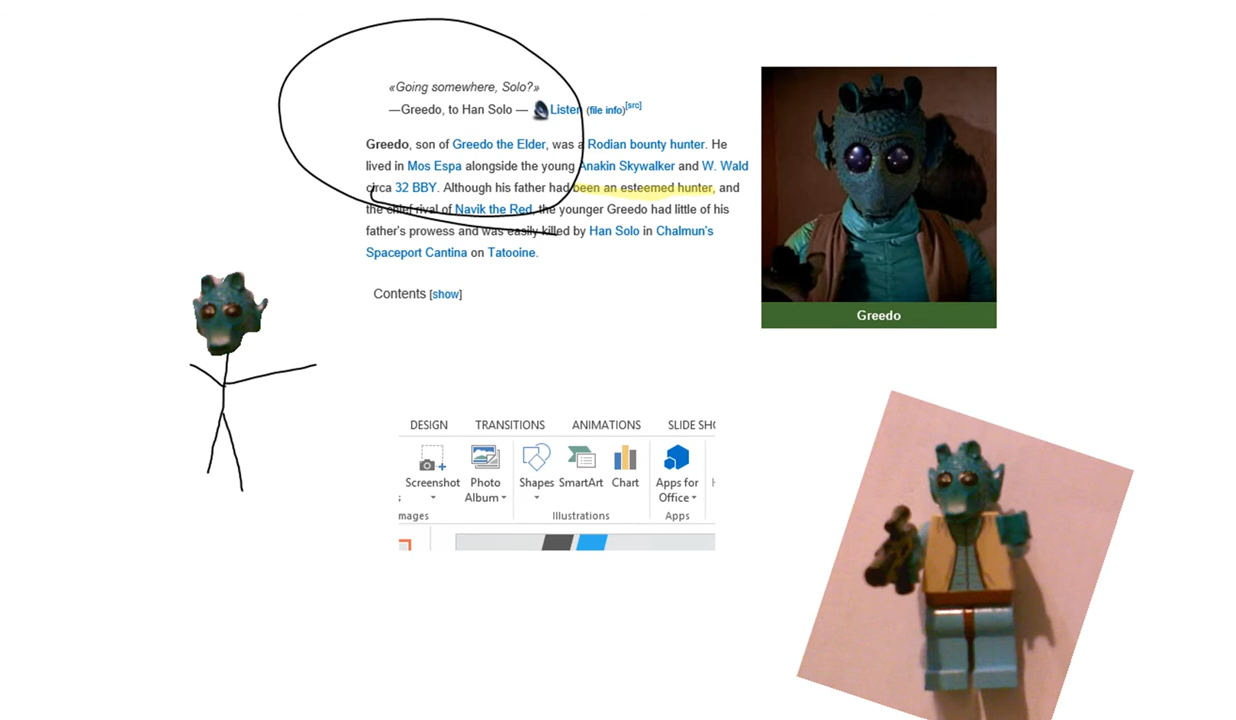 «Going somewhere, Solo?»
—Greedo, to Han Solo — Listen (file info)[src]
Greedo, son of Greedo the Elder, was a Rodian bounty hunter. He
lived in Mos Espa alongside the young Anakin Skywalker and W. Wald
circa 32 BBY. Although his father had been an esteemed hunter, and
the chief rival of Navik the Red, the younger Greedo had little of his
father's prowess and was easily killed by Han Solo in Chalmun's
Spaceport Cantina on Tatooine.
Contents [show]
Greedo
DESIGN TRANSITIONS ANIMATIONS SLIDE SH
Screenshot Photo Album Shapes SmartArt Chart Apps for Office
mages Illustrations Apps